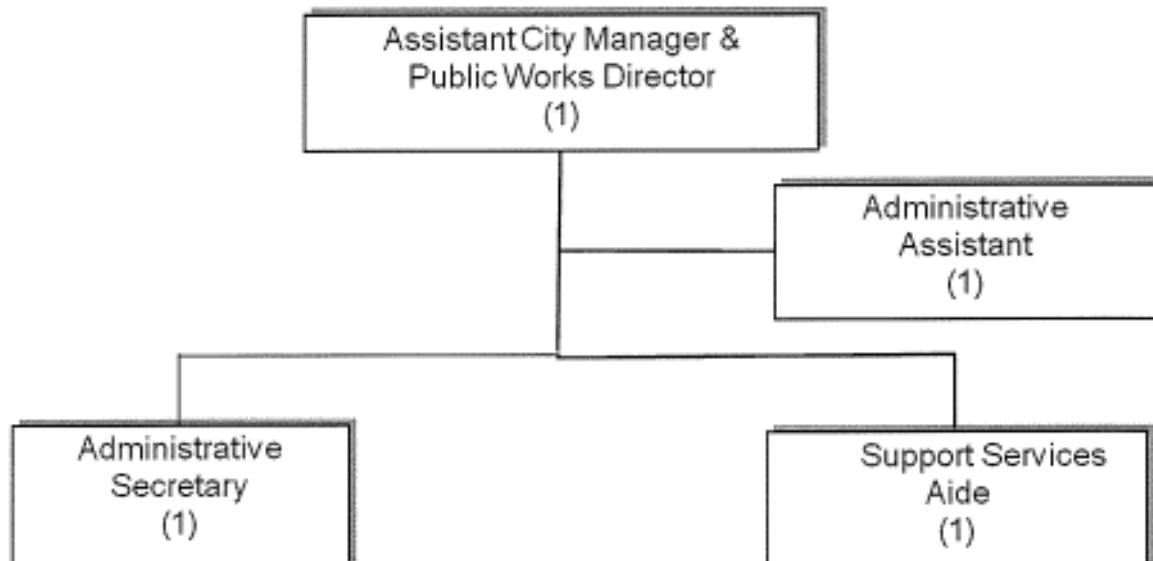 Assistant City Manager &
Public Works Director
(1)
Administrative
Assistant
(1)
Administrative
Secretary
(1)
Support Services
Aide
(1)